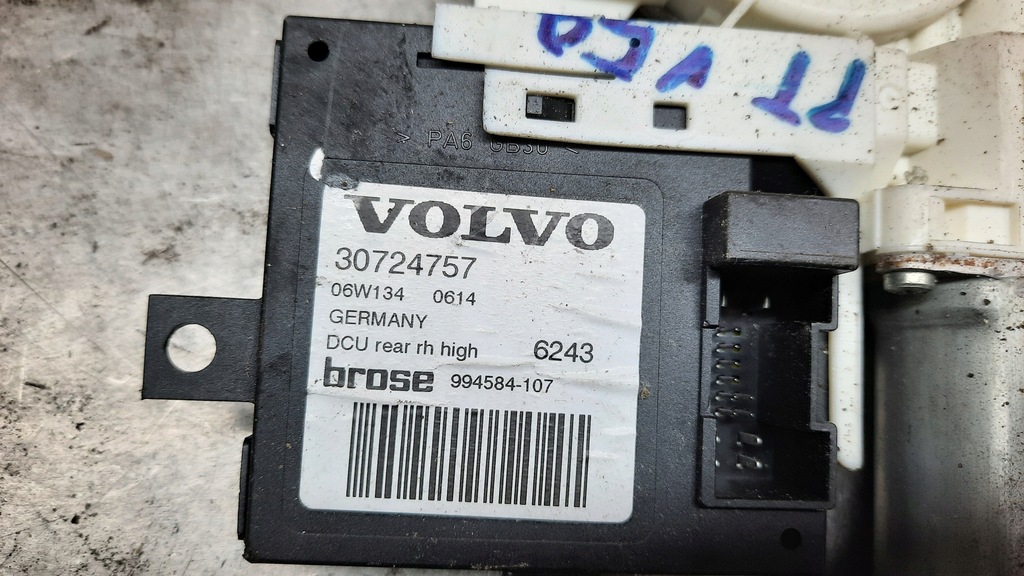 > PA6 GB30 <
VOLVO
30724757
06W134 0614
GERMANY
DCU rear rh high 6243
brose 994584-107